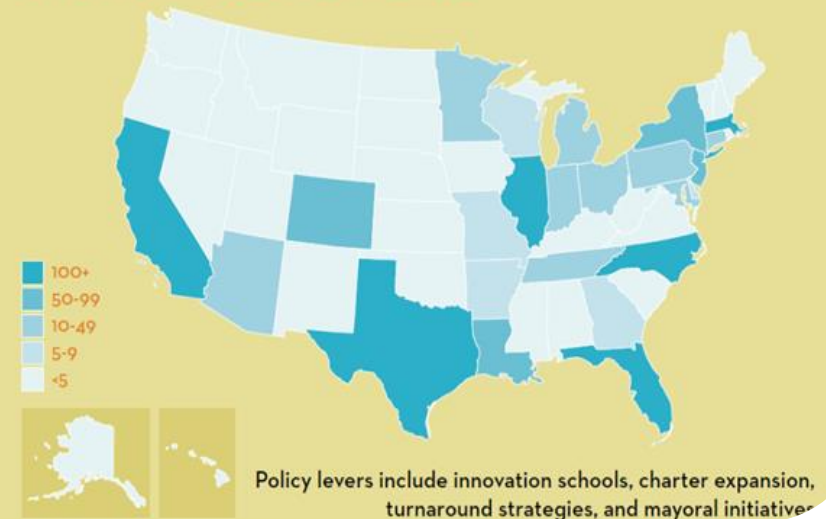 100+
50-99
10-49
5-9
<5
Policy levers include innovation schools, charter expansion,
turnaround strategies, and mayoral initiatives